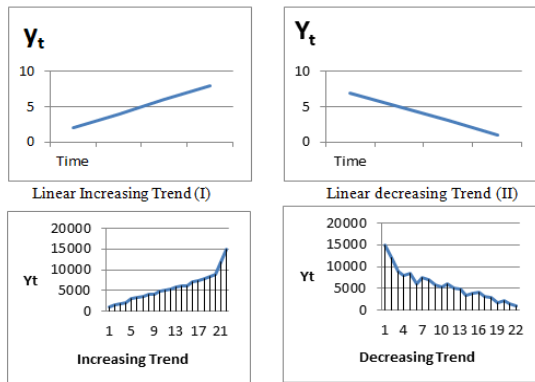 yt
10
5
0
Time
Linear Increasing Trend (I)
Yt
10
5
0
Time
Linear decreasing Trend (II)
20000
15000
10000
5000
0
Yt
1 5 9 13 17 21
Increasing Trend
20000
15000
10000
5000
0
Yt
1 4 7 10 13 16 19 22
Decreasing Trend